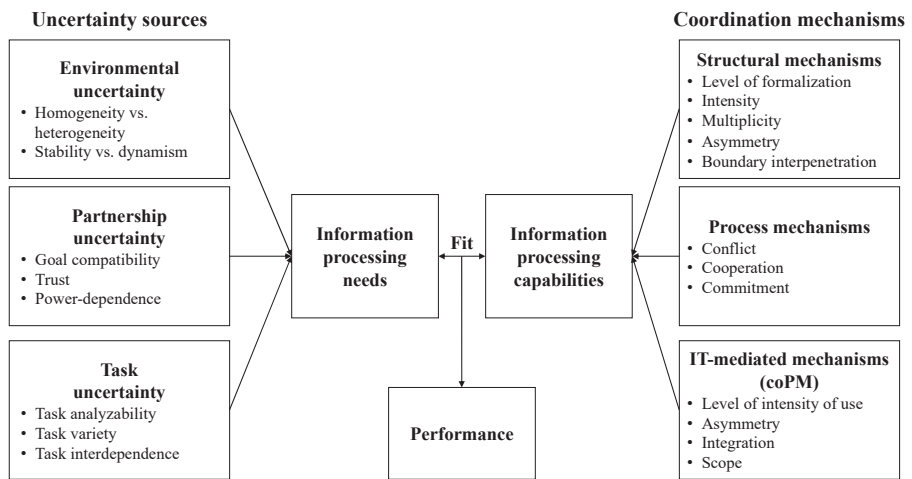 Uncertainty sources
Environmental
uncertainty
• Homogeneity vs.
heterogeneity
• Stability vs. dynamism
Partnership
uncertainty
• Goal compatibility
• Trust
• Power-dependence
Task
uncertainty
• Task analyzability
• Task variety
• Task interdependence
Information
processing
needs
Fit
Information
processing
capabilities
Performance
Coordination mechanisms
Structural mechanisms
• Level of formalization
• Intensity
• Multiplicity
• Asymmetry
• Boundary interpenetration
Process mechanisms
• Conflict
• Cooperation
• Commitment
IT-mediated mechanisms
(coPM)
• Level of intensity of use
• Asymmetry
• Integration
• Scope